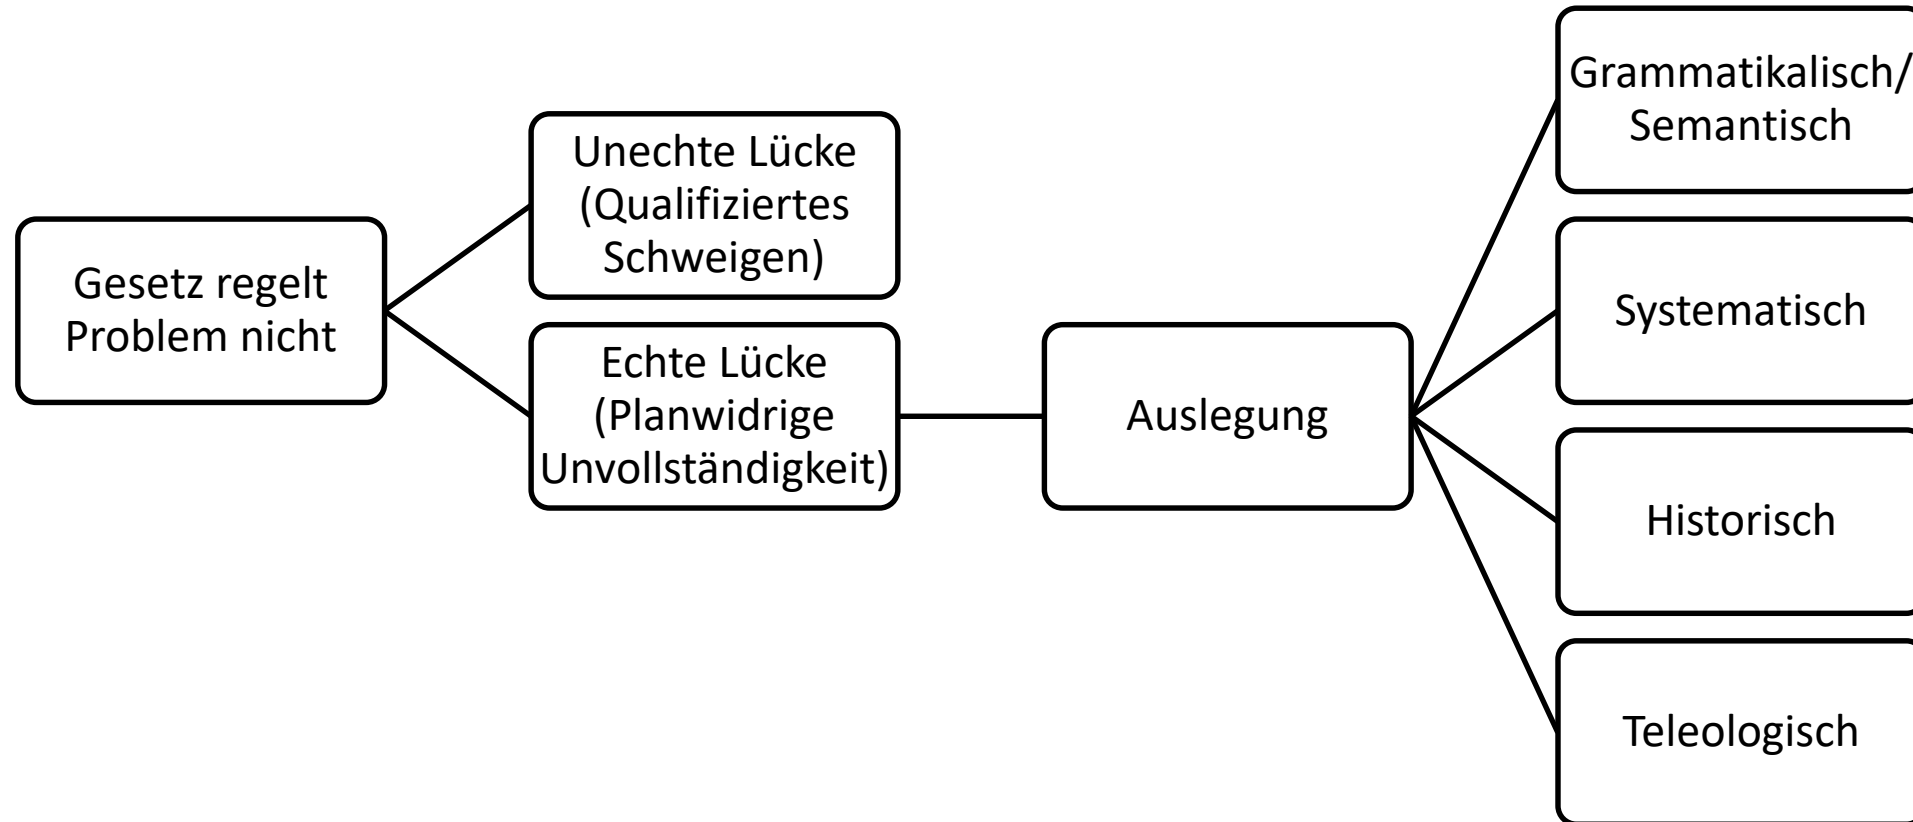 Gesetz regelt
Problem nicht
Unechte Lücke
(Qualifiziertes
Schweigen)
Echte Lücke
(Planwidrige
Unvollständigkeit)
Auslegung
Grammatikalisch/
Semantisch
Systematisch
Historisch
Teleologisch